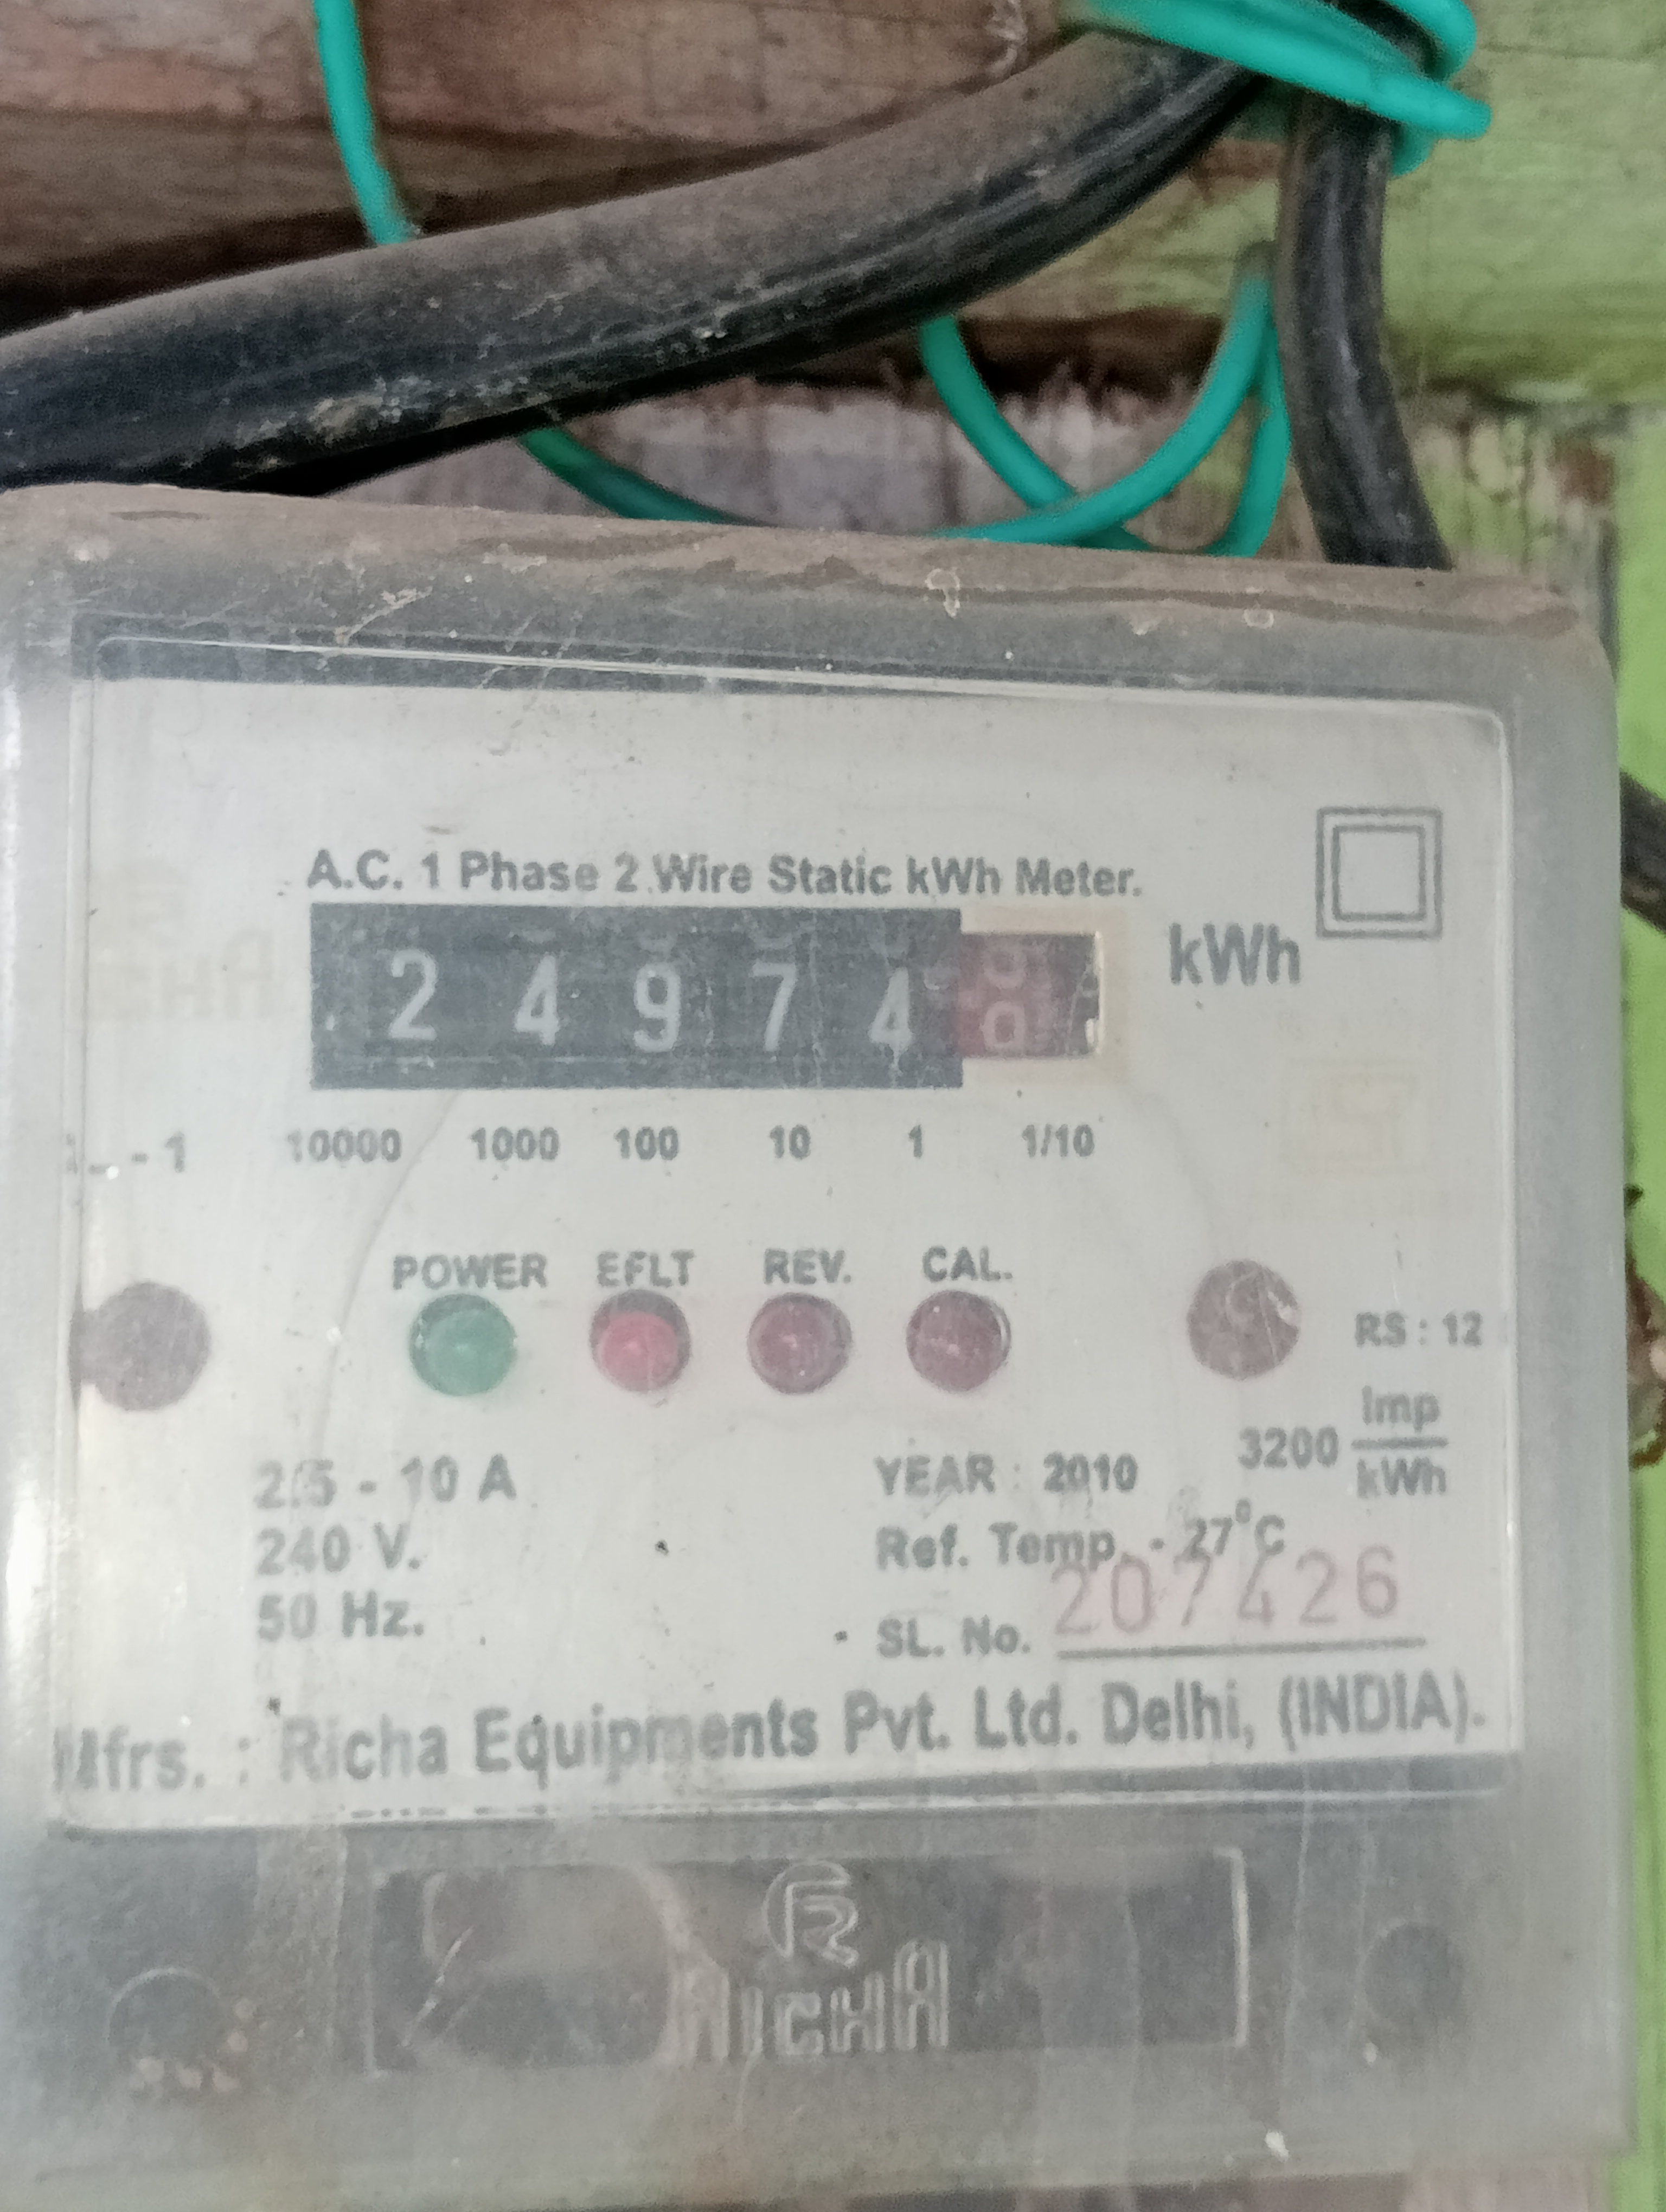 A.C. 1 Phase 2 Wire Static kWh Meter.
2 4 9 7 4 kWh
10000 1000 100 10 1 1/10
POWER EFLT REV. CAL.
RS : 12
3200 Imp
kWh
2.5 - 10 A
240 V.
50 Hz.
YEAR : 2010
Ref. Temp. - 27°C
SL. No. 207426
Mfrs. : Richa Equipments Pvt. Ltd. Delhi, (INDIA).
RICHA